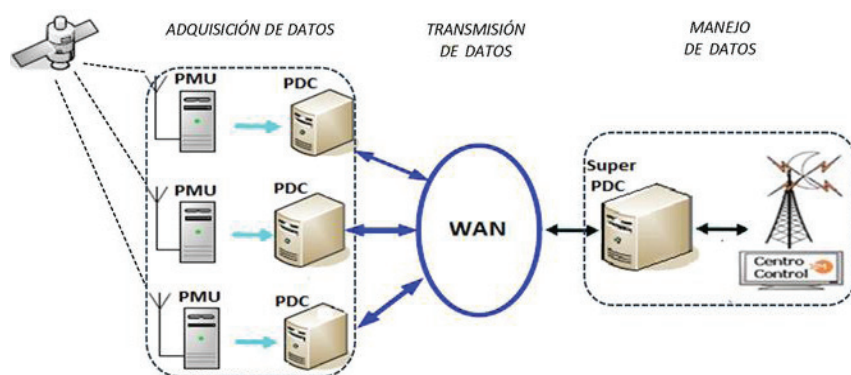 ADQUISICIÓN DE DATOS
TRANSMISIÓN
DE DATOS
MANEJO
DE DATOS
PMU
PDC
PMU
PDC
PMU
PDC
WAN
Super
PDC
Centro
Control